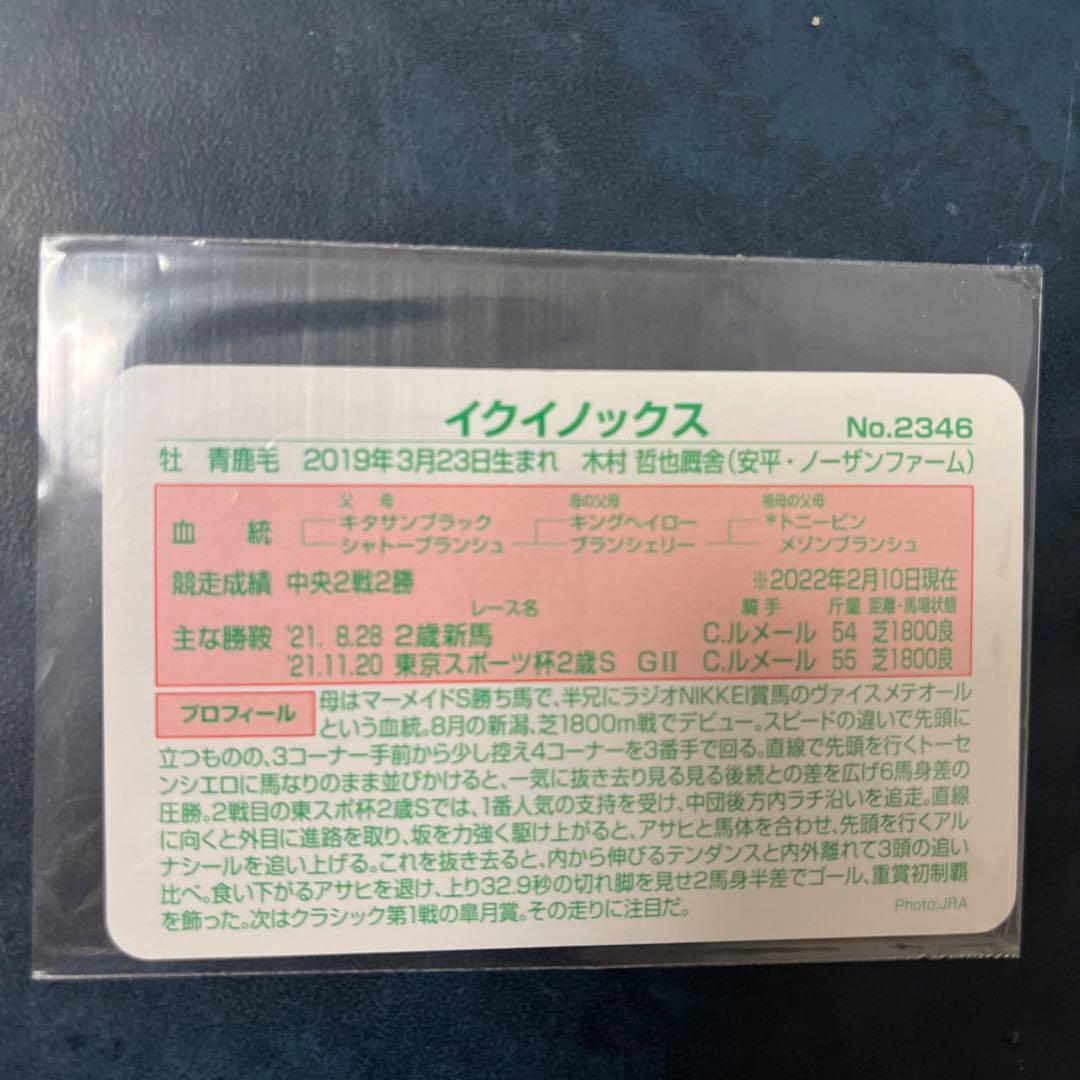 イクイノックス No.2346
牡 青鹿毛 2019年3月23日生まれ 木村 哲也厩舎(安平・ノーザンファーム)
父 母 母の父母 祖母の父母
血統 キタサンブラック キングヘイロー *トニービン
シャトーブランシュ ブランシェリー メゾンブランシュ
競走成績 中央2戦2勝 ※2022年2月10日現在
レース名 騎手 斤量 距離・馬場状態
主な勝鞍 '21. 8.28 2歳新馬 C.ルメール 54 芝1800良
'21.11.20 東京スポーツ杯2歳S GII C.ルメール 55 芝1800良
プロフィール 母はマーメイドS勝ち馬で、半兄にラジオNIKKEI賞馬のヴァイスメテオール
という血統。8月の新潟、芝1800m戦でデビュー。スピードの違いで先頭に
立つものの、3コーナー手前から少し控え4コーナーを3番手で回る。直線で先頭を行くトーセ
ンシエロに馬なりのまま並びかけると、一気に抜き去り見る見る後続との差を広げ6馬身差の
圧勝。2戦目の東スポ杯2歳Sでは、1番人気の支持を受け、中団後方内ラチ沿いを追走。直線
に向くと外目に進路を取り、坂を力強く駆け上がると、アサヒと馬体を合わせ、先頭を行くアル
ナシールを追い上げる。これを抜き去ると、内から伸びるテンダンスと内外離れて3頭の追い
比べ。食い下がるアサヒを退け、上り32.9秒の切れ脚を見せ2馬身半差でゴール、重賞初制覇
を飾った。次はクラシック第1戦の皐月賞。その走りに注目だ。 Photo:JRA